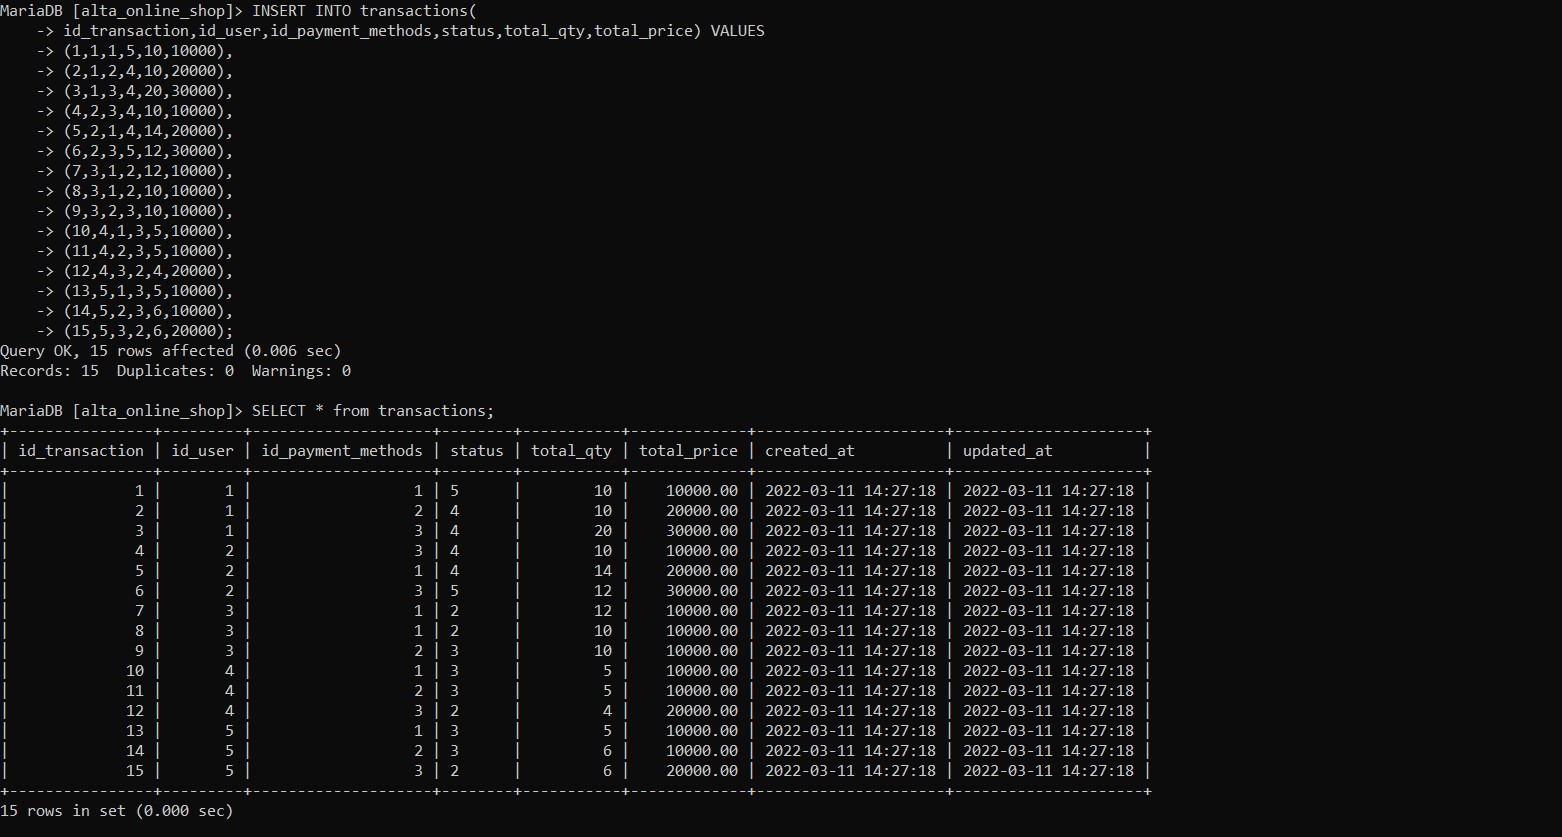 MariaDB [alta_online_shop]> INSERT INTO transactions(
    -> id_transaction,id_user,id_payment_methods,status,total_qty,total_price) VALUES
    -> (1,1,1,5,10,10000),
    -> (2,1,2,4,10,20000),
    -> (3,1,3,4,20,30000),
    -> (4,2,3,4,10,10000),
    -> (5,2,1,4,14,20000),
    -> (6,2,3,5,12,30000),
    -> (7,3,1,2,12,10000),
    -> (8,3,1,2,10,10000),
    -> (9,3,2,3,10,10000),
    -> (10,4,1,3,5,10000),
    -> (11,4,2,3,5,10000),
    -> (12,4,3,2,4,20000),
    -> (13,5,1,3,5,10000),
    -> (14,5,2,3,6,10000),
    -> (15,5,3,2,6,20000);
Query OK, 15 rows affected (0.006 sec)
Records: 15  Duplicates: 0  Warnings: 0

MariaDB [alta_online_shop]> SELECT * from transactions;
+----------------+---------+--------------------+--------+-----------+-------------+---------------------+---------------------+
| id_transaction | id_user | id_payment_methods | status | total_qty | total_price | created_at          | updated_at          |
+----------------+---------+--------------------+--------+-----------+-------------+---------------------+---------------------+
|              1 |       1 |                  1 | 5      |        10 |    10000.00 | 2022-03-11 14:27:18 | 2022-03-11 14:27:18 |
|              2 |       1 |                  2 | 4      |        10 |    20000.00 | 2022-03-11 14:27:18 | 2022-03-11 14:27:18 |
|              3 |       1 |                  3 | 4      |        20 |    30000.00 | 2022-03-11 14:27:18 | 2022-03-11 14:27:18 |
|              4 |       2 |                  3 | 4      |        10 |    10000.00 | 2022-03-11 14:27:18 | 2022-03-11 14:27:18 |
|              5 |       2 |                  1 | 4      |        14 |    20000.00 | 2022-03-11 14:27:18 | 2022-03-11 14:27:18 |
|              6 |       2 |                  3 | 5      |        12 |    30000.00 | 2022-03-11 14:27:18 | 2022-03-11 14:27:18 |
|              7 |       3 |                  1 | 2      |        12 |    10000.00 | 2022-03-11 14:27:18 | 2022-03-11 14:27:18 |
|              8 |       3 |                  1 | 2      |        10 |    10000.00 | 2022-03-11 14:27:18 | 2022-03-11 14:27:18 |
|              9 |       3 |                  2 | 3      |        10 |    10000.00 | 2022-03-11 14:27:18 | 2022-03-11 14:27:18 |
|             10 |       4 |                  1 | 3      |         5 |    10000.00 | 2022-03-11 14:27:18 | 2022-03-11 14:27:18 |
|             11 |       4 |                  2 | 3      |         5 |    10000.00 | 2022-03-11 14:27:18 | 2022-03-11 14:27:18 |
|             12 |       4 |                  3 | 2      |         4 |    20000.00 | 2022-03-11 14:27:18 | 2022-03-11 14:27:18 |
|             13 |       5 |                  1 | 3      |         5 |    10000.00 | 2022-03-11 14:27:18 | 2022-03-11 14:27:18 |
|             14 |       5 |                  2 | 3      |         6 |    10000.00 | 2022-03-11 14:27:18 | 2022-03-11 14:27:18 |
|             15 |       5 |                  3 | 2      |         6 |    20000.00 | 2022-03-11 14:27:18 | 2022-03-11 14:27:18 |
+----------------+---------+--------------------+--------+-----------+-------------+---------------------+---------------------+
15 rows in set (0.000 sec)